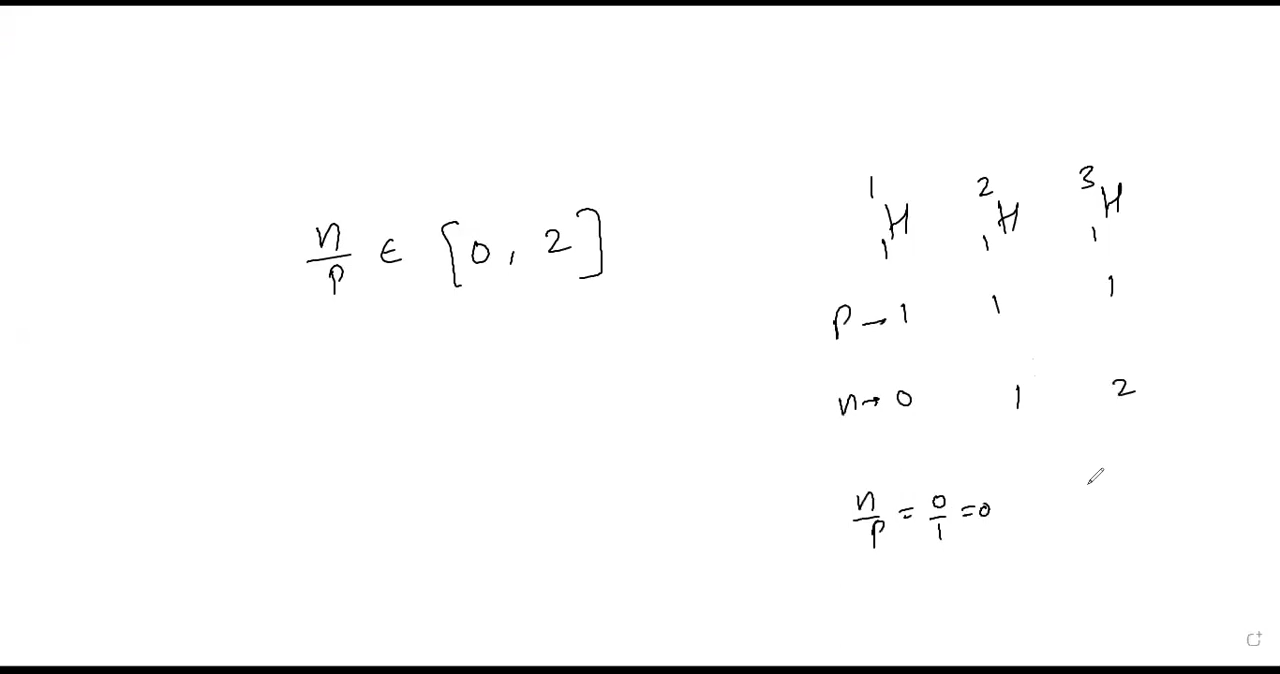 n/p ∈ [0, 2]
¹₁H ²₁H ³₁H
p → 1 1 1
n → 0 1 2
n/p = 0/1 = 0